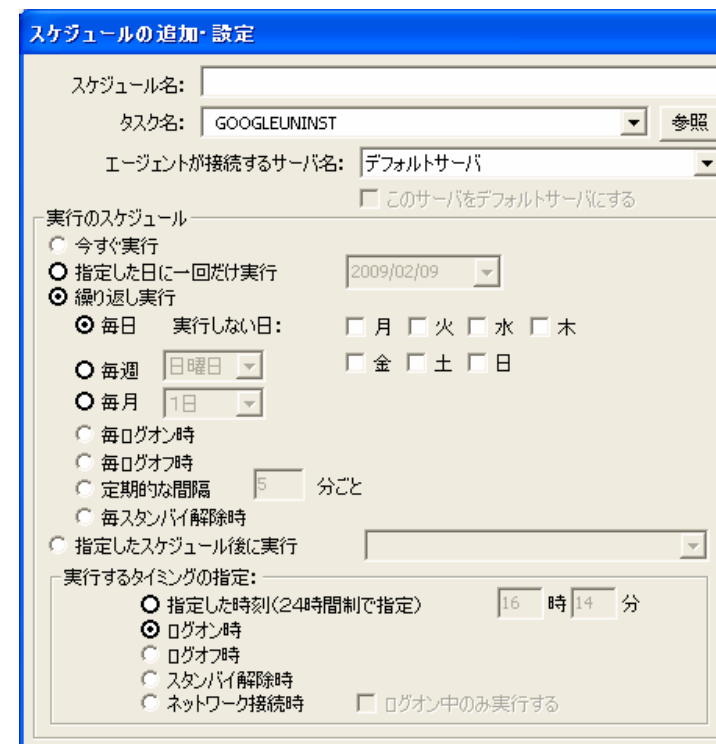 スケジュールの追加・設定
スケジュール名:
タスク名: GOOGLEUNINST 参照
エージェントが接続するサーバ名: デフォルトサーバ
このサーバをデフォルトサーバにする
実行のスケジュール
今すぐ実行
指定した日に一回だけ実行 2009/02/09
繰り返し実行
毎日 実行しない日: 月 火 水 木
毎週 日曜日 金 土 日
毎月 1日
毎ログオン時
毎ログオフ時
定期的な間隔 5 分ごと
毎スタンバイ解除時
指定したスケジュール後に実行
実行するタイミングの指定:
指定した時刻(24時間制で指定) 16 時 14 分
ログオン時
ログオフ時
スタンバイ解除時
ネットワーク接続時 ログオン中のみ実行する